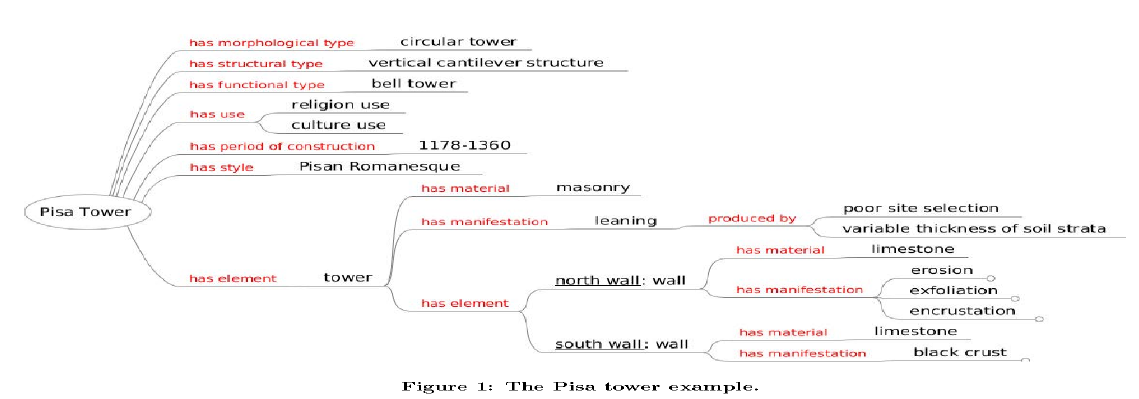 has morphological type circular tower
has structural type vertical cantilever structure
has functional type bell tower
has use religion use
culture use
has period of construction 1178-1360
has style Pisan Romanesque
Pisa Tower
has element tower
has material masonry
has manifestation leaning produced by poor site selection
variable thickness of soil strata
has element north wall: wall has material limestone
has manifestation erosion
exfoliation
encrustation
south wall: wall has material limestone
has manifestation black crust
Figure 1: The Pisa tower example.